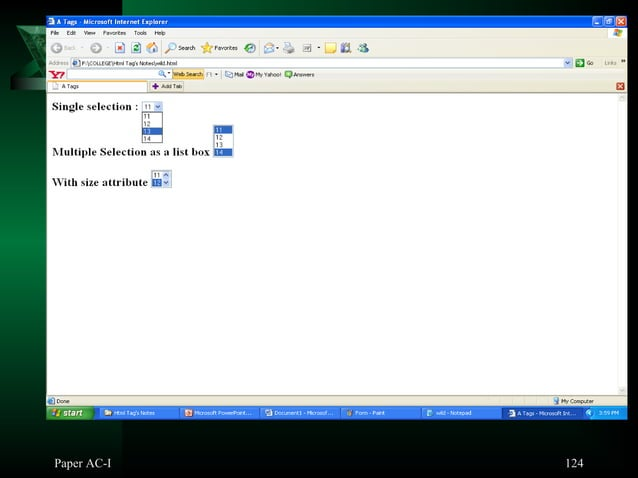 A Tags - Microsoft Internet Explorer
File Edit View Favorites Tools Help
Back Search Favorites
Address F:\COLLEGE\Html Tag's Notes\wild.html Go Links »
Y! Web Search Mail My Yahoo! Answers
A Tags Add Tab
Single selection : 11
11
12
13
14
11
12
13
14
Multiple Selection as a list box
With size attribute 11
12
Done My Computer
start Html Tag's Notes Microsoft PowerPoint... Document1 - Microsof... Form - Paint wild - Notepad A Tags - Microsoft Int... 3:59 PM
Paper AC-I 124